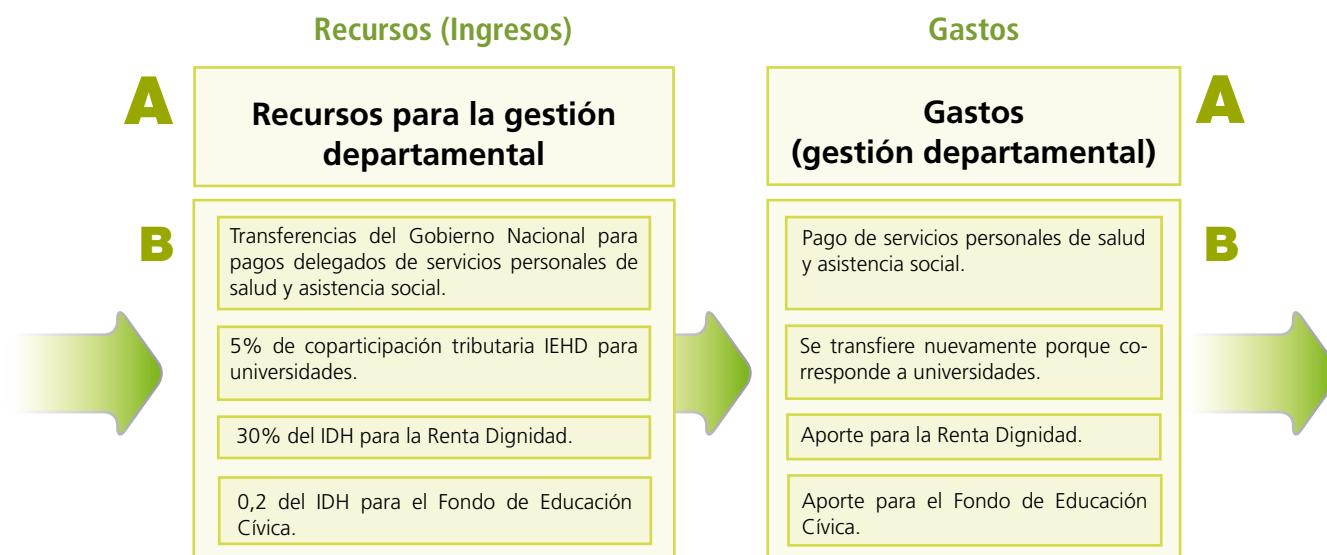 Recursos (Ingresos)
Gastos
A
Recursos para la gestión
departamental
Gastos
(gestión departamental)
A
B
Transferencias del Gobierno Nacional para
pagos delegados de servicios personales de
salud y asistencia social.
Pago de servicios personales de salud
y asistencia social.
B
5% de coparticipación tributaria IEHD para
universidades.
Se transfiere nuevamente porque co-
rresponde a universidades.
30% del IDH para la Renta Dignidad.
Aporte para la Renta Dignidad.
0,2 del IDH para el Fondo de Educación
Cívica.
Aporte para el Fondo de Educación
Cívica.